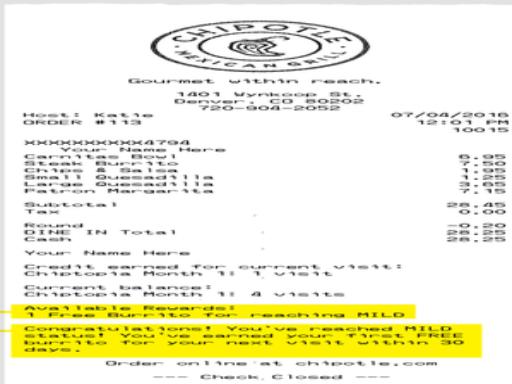 CHIPOTLE
MEXICAN GRILL
Gourmet within reach.
1401 Wynkoop St.
Denver, CO 80202
720-904-2052
Host: Katie 07/04/2016
ORDER #113 12:01 PM
10015
XXXXXXXXXXXX4794
Your Name Here
Carnitas Bowl 6.95
Steak Burrito 7.50
Chips & Salsa 1.95
Small Quesadilla 1.25
Large Quesadilla 3.65
Patron Margarita 7.15
Subtotal 28.45
Tax 0.00
Round -0.20
DINE IN Total 28.25
Cash 28.25
Your Name Here
Credit earned for current visit:
Chiptopia Month 1: 1 visit
Current balance:
Chiptopia Month 1: 4 visits
Available Rewards:
1 Free Burrito for reaching MILD
Congratulations! You've reached MILD
status! You've earned your first FREE
burrito for your next visit within 30
days.
Order online at chipotle.com
--- Check Closed ---